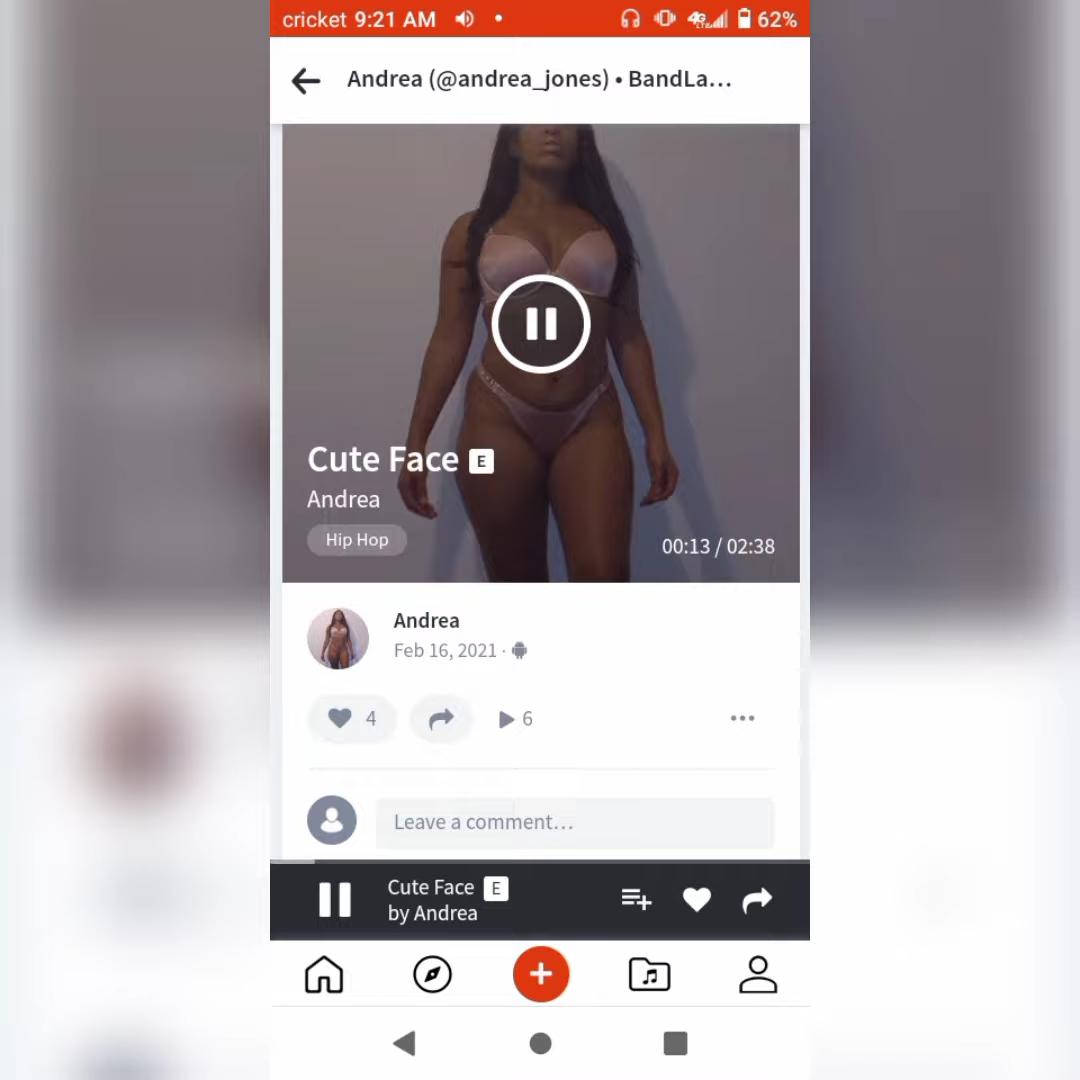 cricket 9:21 AM 62%
Andrea (@andrea_jones) • BandLa...
Cute Face E
Andrea
Hip Hop
00:13 / 02:38
Andrea
Feb 16, 2021 ·
4
6
Leave a comment...
Cute Face E
by Andrea